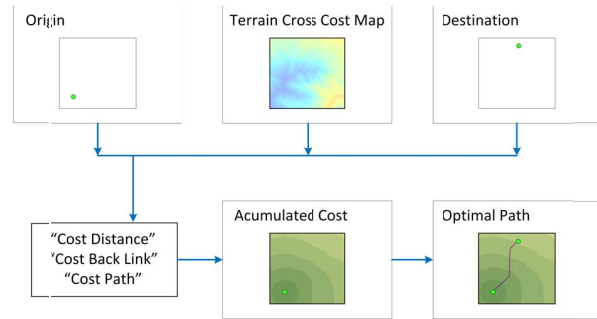 Origin
Terrain Cross Cost Map
Destination
"Cost Distance"
"Cost Back Link"
"Cost Path"
Acumulated Cost
Optimal Path